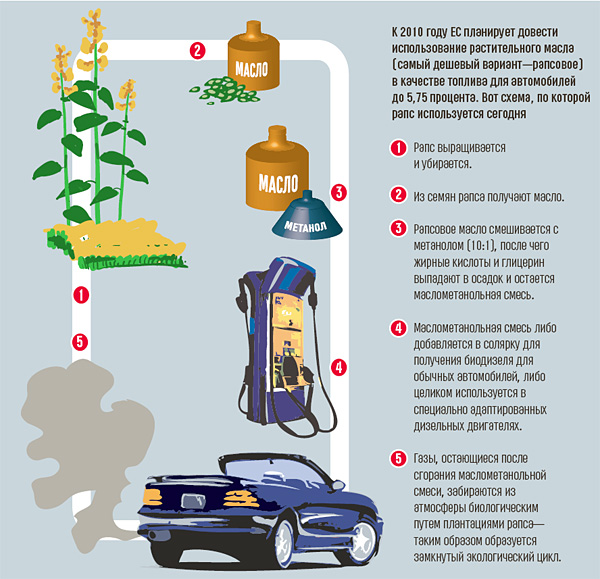 К 2010 году ЕС планирует довести
использование растительного масла
(самый дешевый вариант—рапсовое)
в качестве топлива для автомобилей
до 5,75 процента. Вот схема, по которой
рапс используется сегодня
1 Рапс выращивается
и убирается.
2 Из семян рапса получают масло.
3 Рапсовое масло смешивается с
метанолом (10:1), после чего
жирные кислоты и глицерин
выпадают в осадок и остается
маслометанольная смесь.
4 Маслометанольная смесь либо
добавляется в солярку для
получения биодизеля для
обычных автомобилей, либо
целиком используется в
специально адаптированных
дизельных двигателях.
5 Газы, остающиеся после
сгорания маслометанольной
смеси, забираются из
атмосферы биологическим
путем плантациями рапса—
таким образом образуется
замкнутый экологический цикл.
2
МАСЛО
МАСЛО
3
МЕТАНОЛ
1
5
4